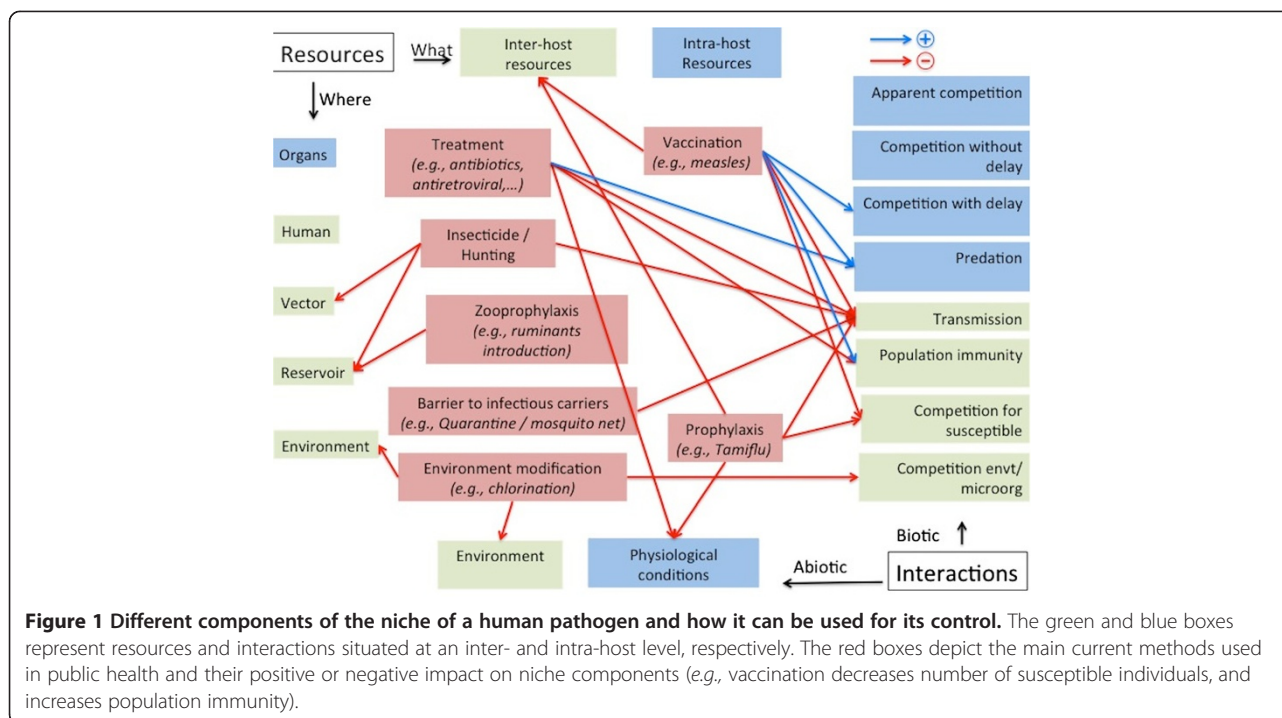 Resources
What
Inter-host
resources
Intra-host
Resources
+
−
Where
Apparent competition
Organs
Treatment
(e.g., antibiotics,
antiretroviral,...)
Vaccination
(e.g., measles)
Competition without
delay
Competition with delay
Human
Insecticide /
Hunting
Predation
Vector
Zooprophylaxis
(e.g., ruminants
introduction)
Transmission
Population immunity
Reservoir
Barrier to infectious carriers
(e.g., Quarantine / mosquito net)
Prophylaxis
(e.g., Tamiflu)
Competition for
susceptible
Environment
Environment modification
(e.g., chlorination)
Competition envt/
microorg
Environment
Physiological
conditions
Biotic
Abiotic
Interactions
Figure 1 Different components of the niche of a human pathogen and how it can be used for its control. The green and blue boxes
represent resources and interactions situated at an inter- and intra-host level, respectively. The red boxes depict the main current methods used
in public health and their positive or negative impact on niche components (e.g., vaccination decreases number of susceptible individuals, and
increases population immunity).